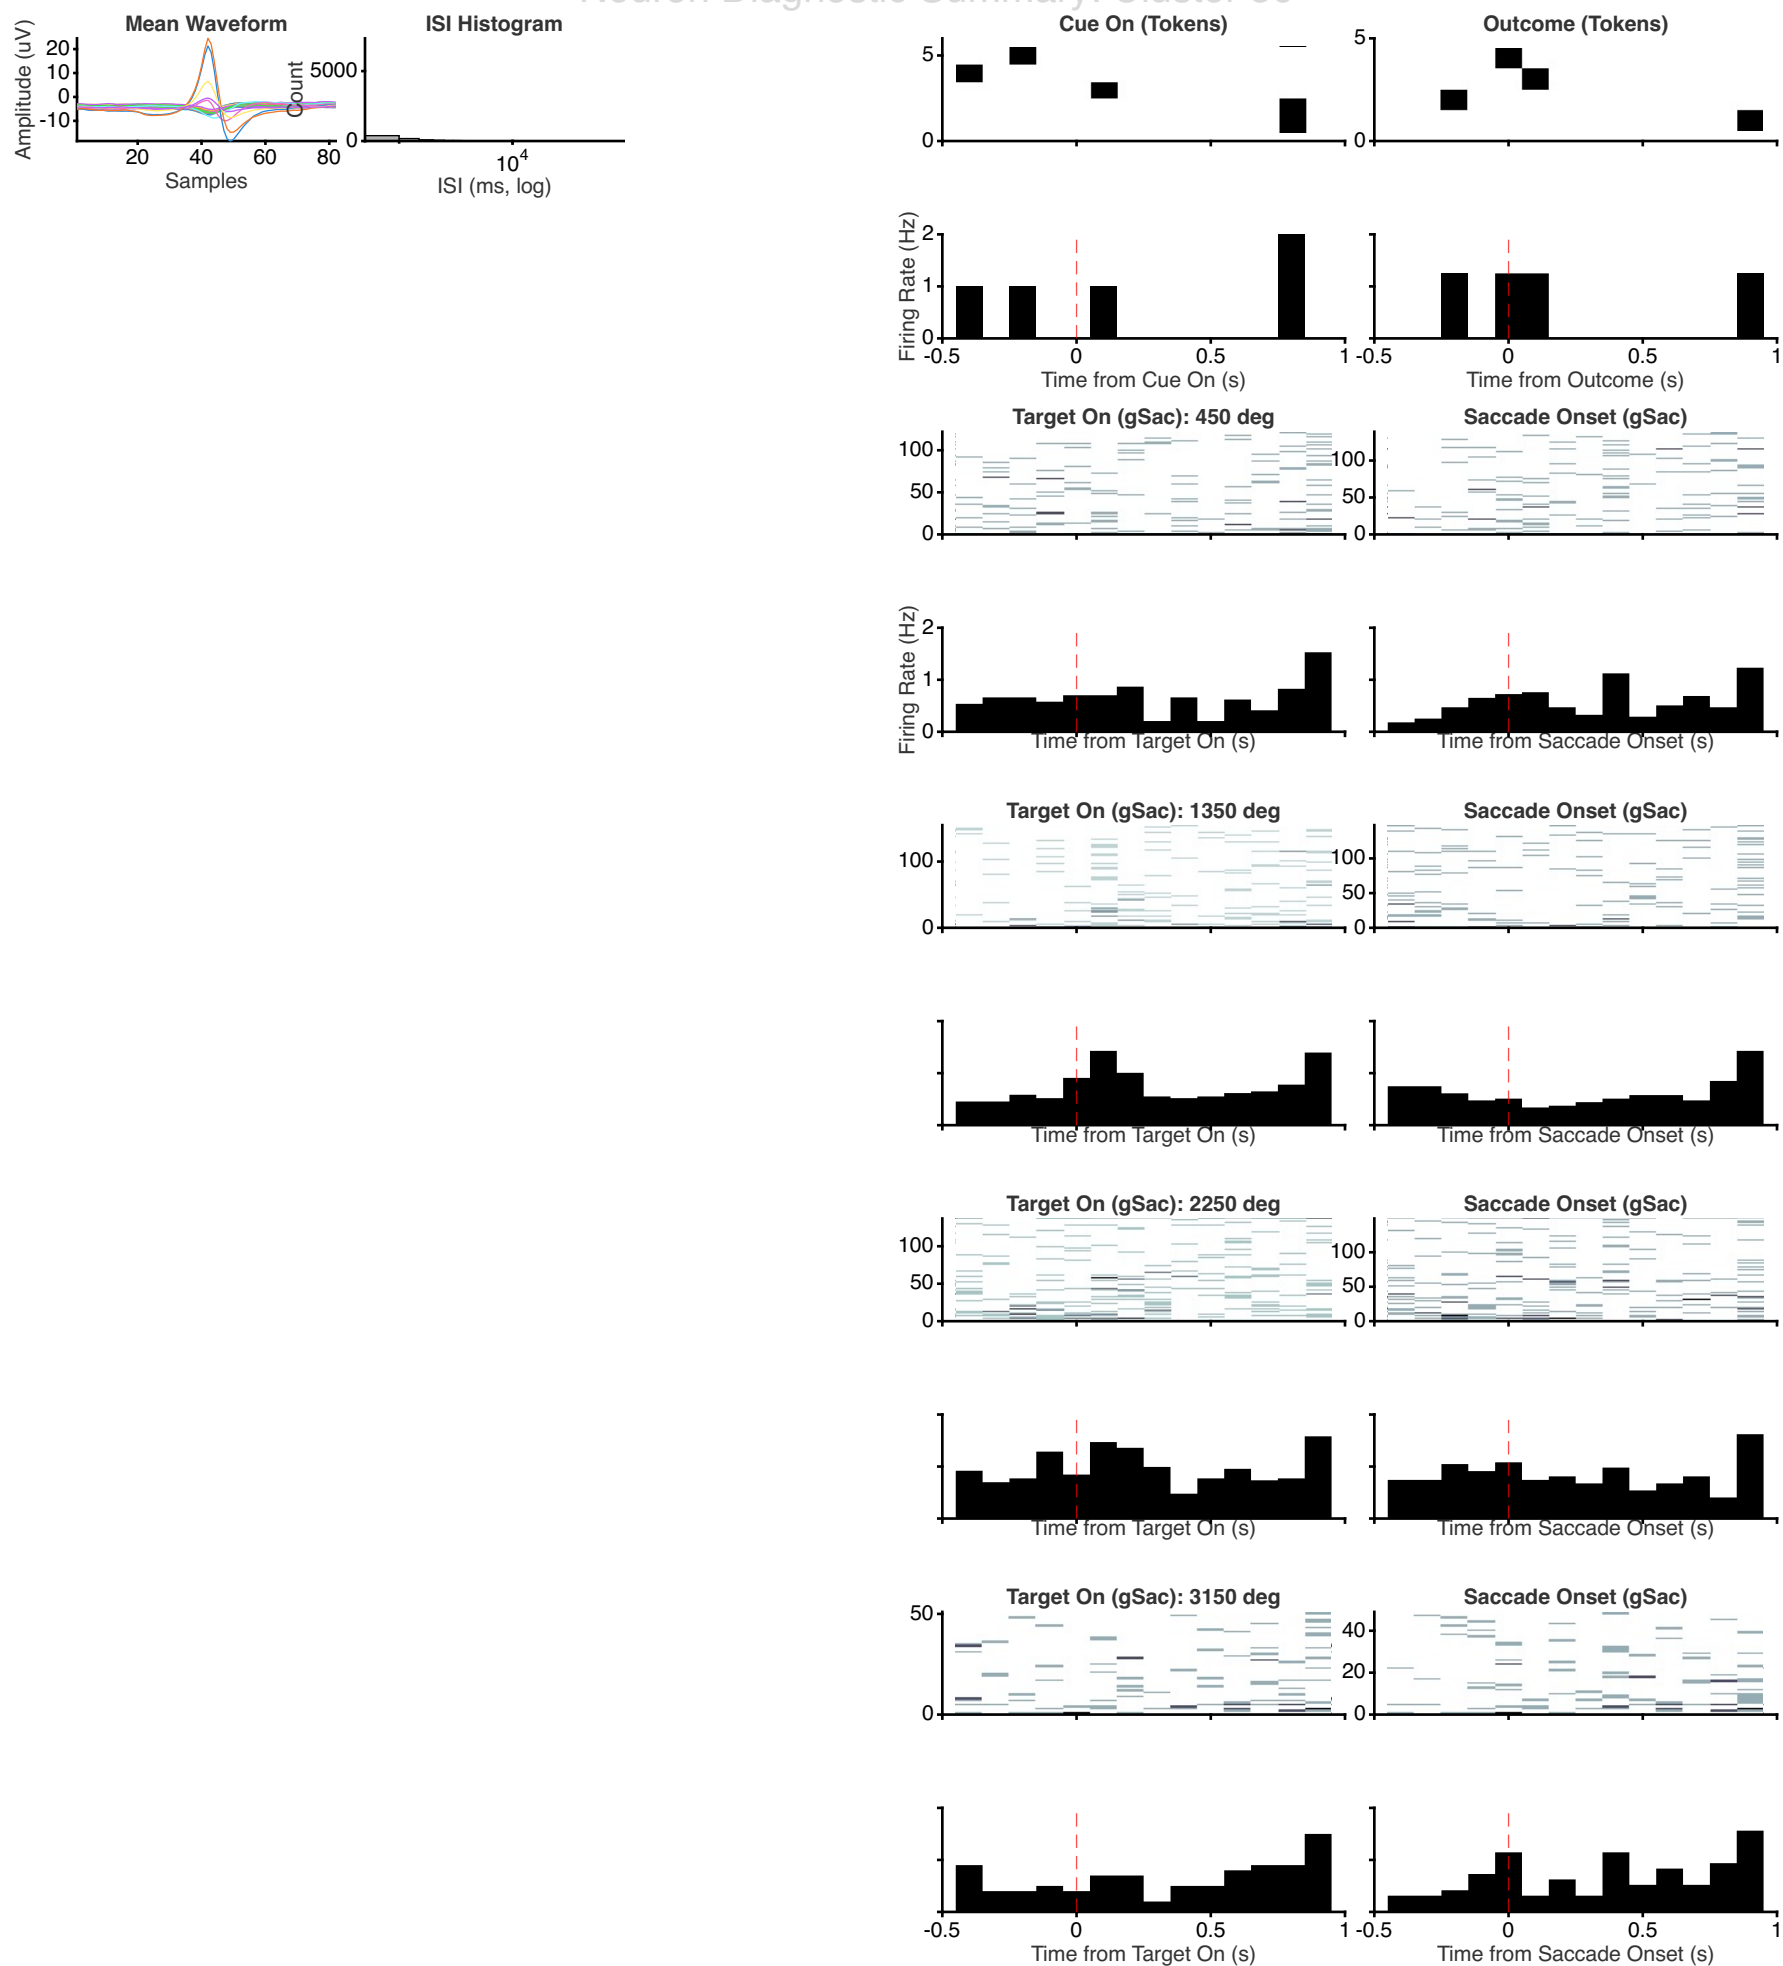 Neuron Diagnostic Summary: Cluster
Mean Waveform
Amplitude (uV)
20
10
0
-10
20 40 60 80
Samples
ISI Histogram
Count
5000
0
10^4
ISI (ms, log)
Cue On (Tokens)
5
0
Outcome (Tokens)
5
0
Firing Rate (Hz)
2
1
0
-0.5 0 0.5 1
Time from Cue On (s)
-0.5 0 0.5 1
Time from Outcome (s)
Target On (gSac): 450 deg
100
50
0
Saccade Onset (gSac)
100
50
0
Firing Rate (Hz)
2
1
0
Time from Target On (s)
Time from Saccade Onset (s)
Target On (gSac): 1350 deg
100
0
Saccade Onset (gSac)
100
50
0
Time from Target On (s)
Time from Saccade Onset (s)
Target On (gSac): 2250 deg
100
50
0
Saccade Onset (gSac)
100
50
0
Time from Target On (s)
Time from Saccade Onset (s)
Target On (gSac): 3150 deg
50
0
Saccade Onset (gSac)
40
20
0
-0.5 0 0.5 1
Time from Target On (s)
-0.5 0 0.5 1
Time from Saccade Onset (s)